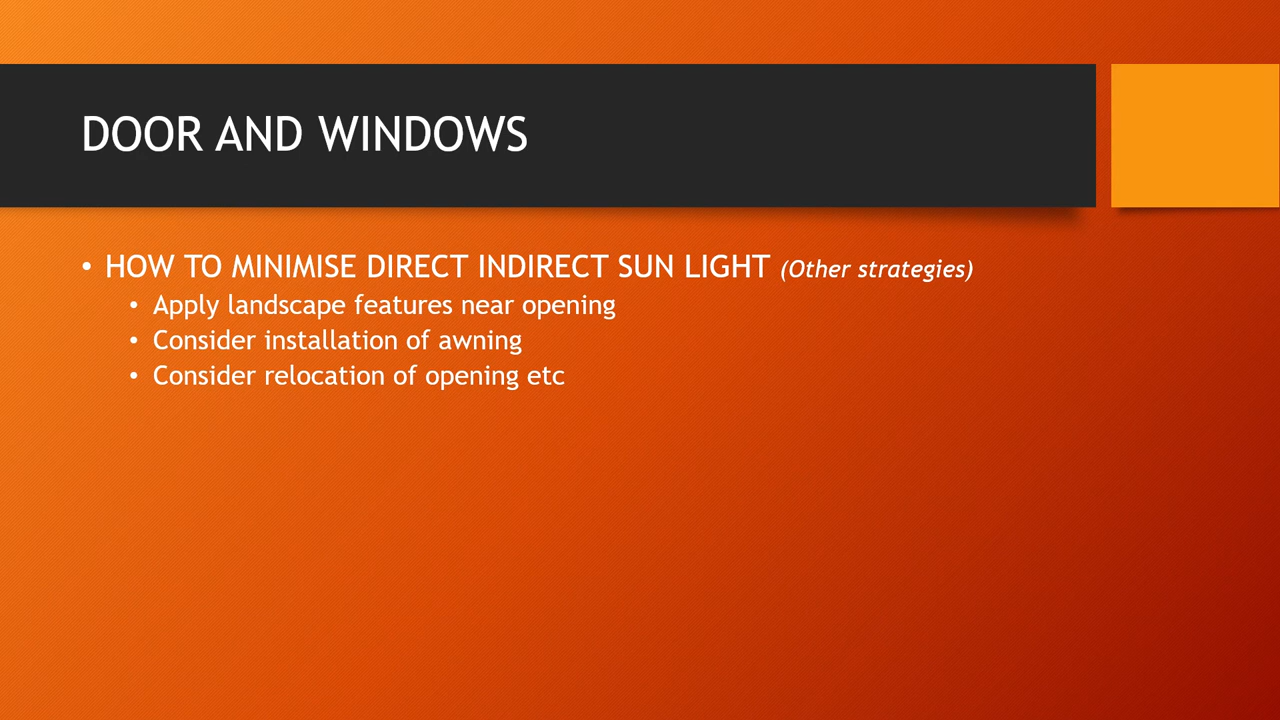 DOOR AND WINDOWS
• HOW TO MINIMISE DIRECT INDIRECT SUN LIGHT (Other strategies)
• Apply landscape features near opening
• Consider installation of awning
• Consider relocation of opening etc